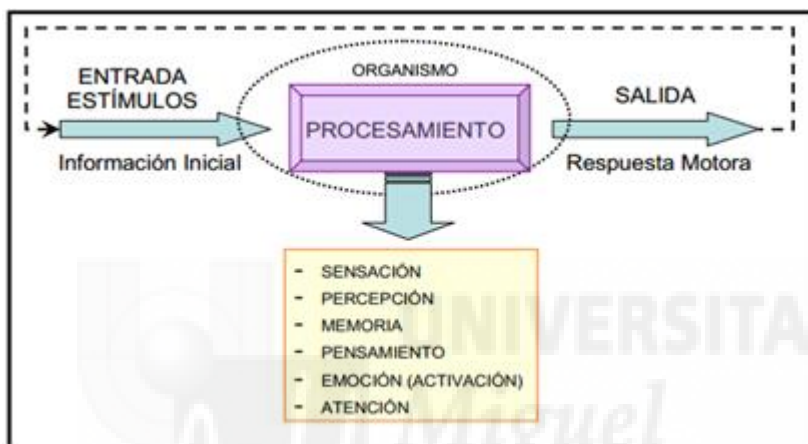 ORGANISMO
ENTRADA
ESTÍMULOS
Información Inicial
PROCESAMIENTO
SALIDA
Respuesta Motora
- SENSACIÓN
- PERCEPCIÓN
- MEMORIA
- PENSAMIENTO
- EMOCIÓN (ACTIVACIÓN)
- ATENCIÓN
UNIVERSITA
Miguel